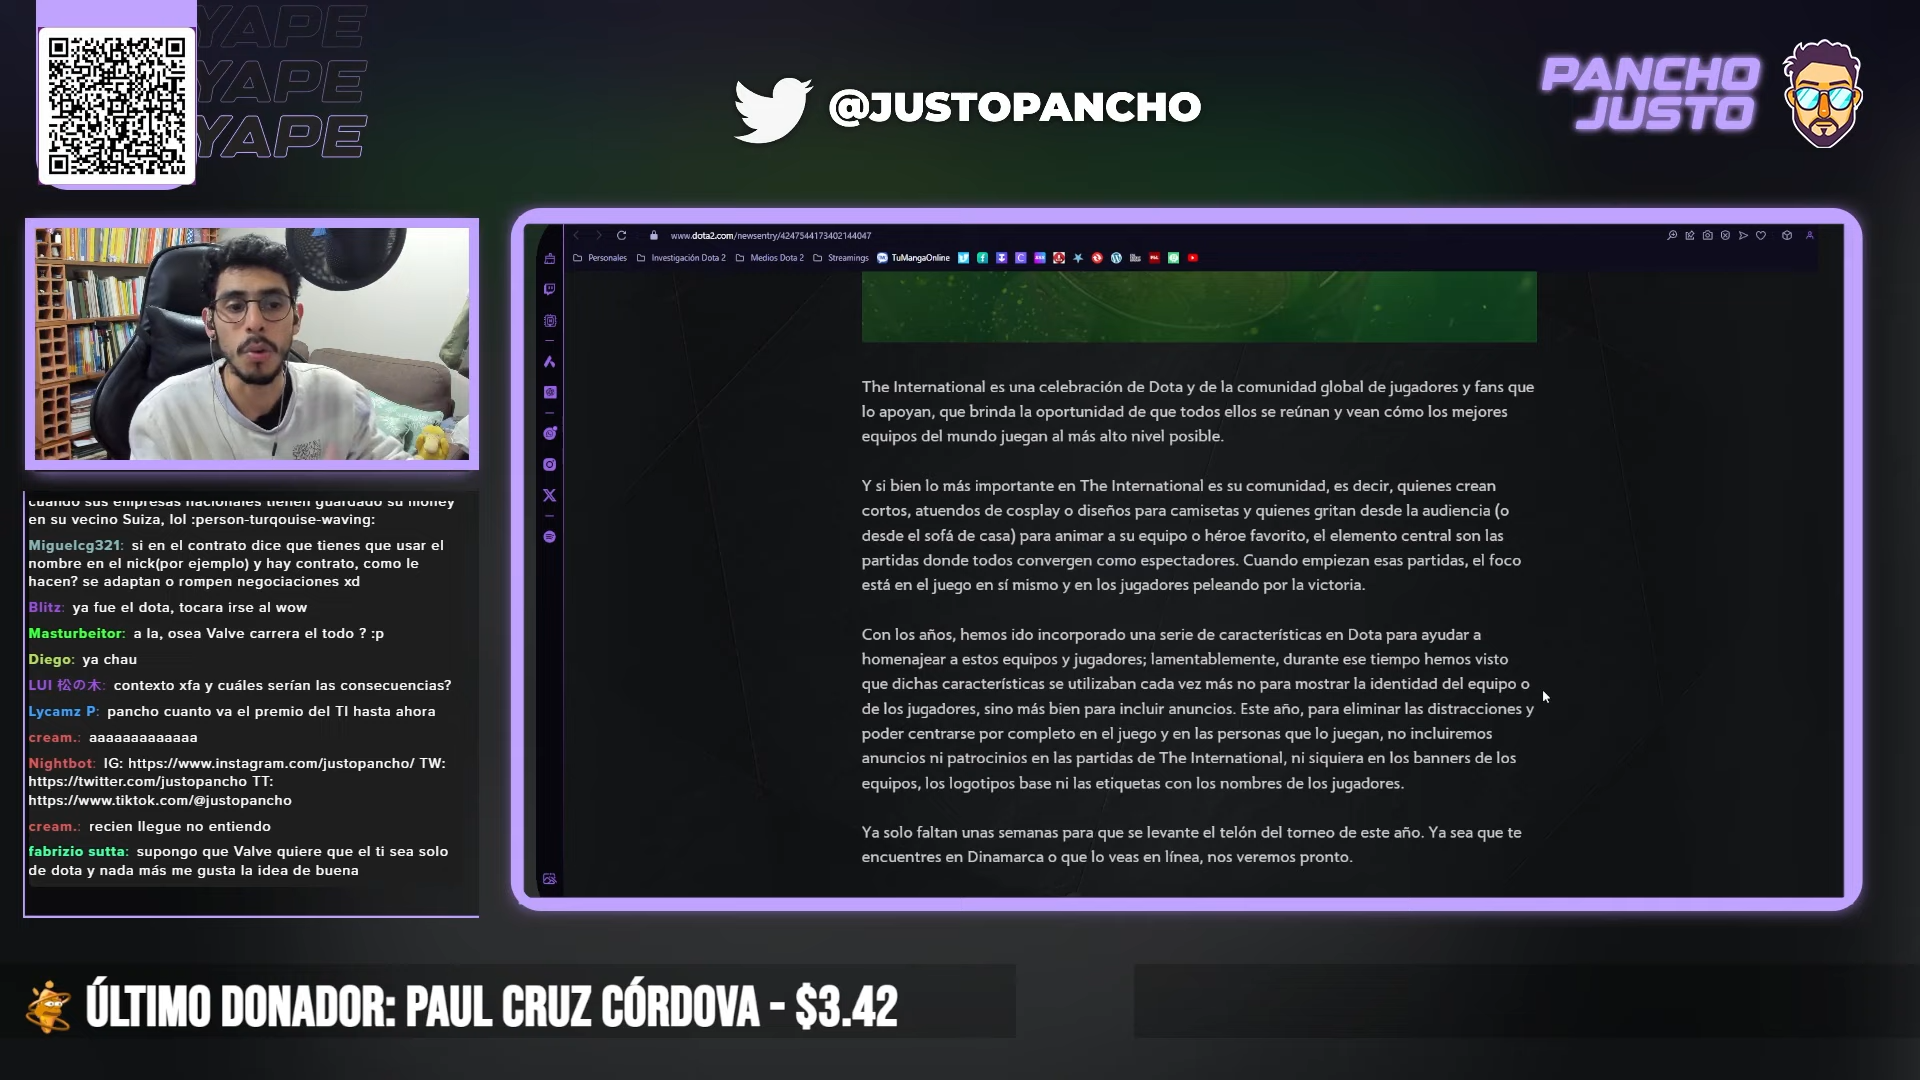 YAPE
YAPE
YAPE
@JUSTOPANCHO
PANCHO
JUSTO
www.dota2.com/newsentry/4247544173402144047
Personales
Investigación Dota 2
Medios Dota 2
Streamings
TuMangaOnline
cuando sus empresas nacionales tienen guardado su money
en su vecino Suiza, lol :person-turqouise-waving:
Miguelcg321: si en el contrato dice que tienes que usar el
nombre en el nick(por ejemplo) y hay contrato, como le
hacen? se adaptan o rompen negociaciones xd
Blitz: ya fue el dota, tocara irse al wow
Masturbeitor: a la, osea Valve carrera el todo ? :p
Diego: ya chau
LUI 松の木: contexto xfa y cuáles serían las consecuencias?
Lycamz P: pancho cuanto va el premio del TI hasta ahora
cream.: aaaaaaaaaaaaa
Nightbot: IG: https://www.instagram.com/justopancho/ TW:
https://twitter.com/justopancho TT:
https://www.tiktok.com/@justopancho
cream.: recien llegue no entiendo
fabrizio sutta: supongo que Valve quiere que el ti sea solo
de dota y nada más me gusta la idea de buena
The International es una celebración de Dota y de la comunidad global de jugadores y fans que
lo apoyan, que brinda la oportunidad de que todos ellos se reúnan y vean cómo los mejores
equipos del mundo juegan al más alto nivel posible.
Y si bien lo más importante en The International es su comunidad, es decir, quienes crean
cortos, atuendos de cosplay o diseños para camisetas y quienes gritan desde la audiencia (o
desde el sofá de casa) para animar a su equipo o héroe favorito, el elemento central son las
partidas donde todos convergen como espectadores. Cuando empiezan esas partidas, el foco
está en el juego en sí mismo y en los jugadores peleando por la victoria.
Con los años, hemos ido incorporado una serie de características en Dota para ayudar a
homenajear a estos equipos y jugadores; lamentablemente, durante ese tiempo hemos visto
que dichas características se utilizaban cada vez más no para mostrar la identidad del equipo o
de los jugadores, sino más bien para incluir anuncios. Este año, para eliminar las distracciones y
poder centrarse por completo en el juego y en las personas que lo juegan, no incluiremos
anuncios ni patrocinios en las partidas de The International, ni siquiera en los banners de los
equipos, los logotipos base ni las etiquetas con los nombres de los jugadores.
Ya solo faltan unas semanas para que se levante el telón del torneo de este año. Ya sea que te
encuentres en Dinamarca o que lo veas en línea, nos veremos pronto.
ÚLTIMO DONADOR: PAUL CRUZ CÓRDOVA - $3.42